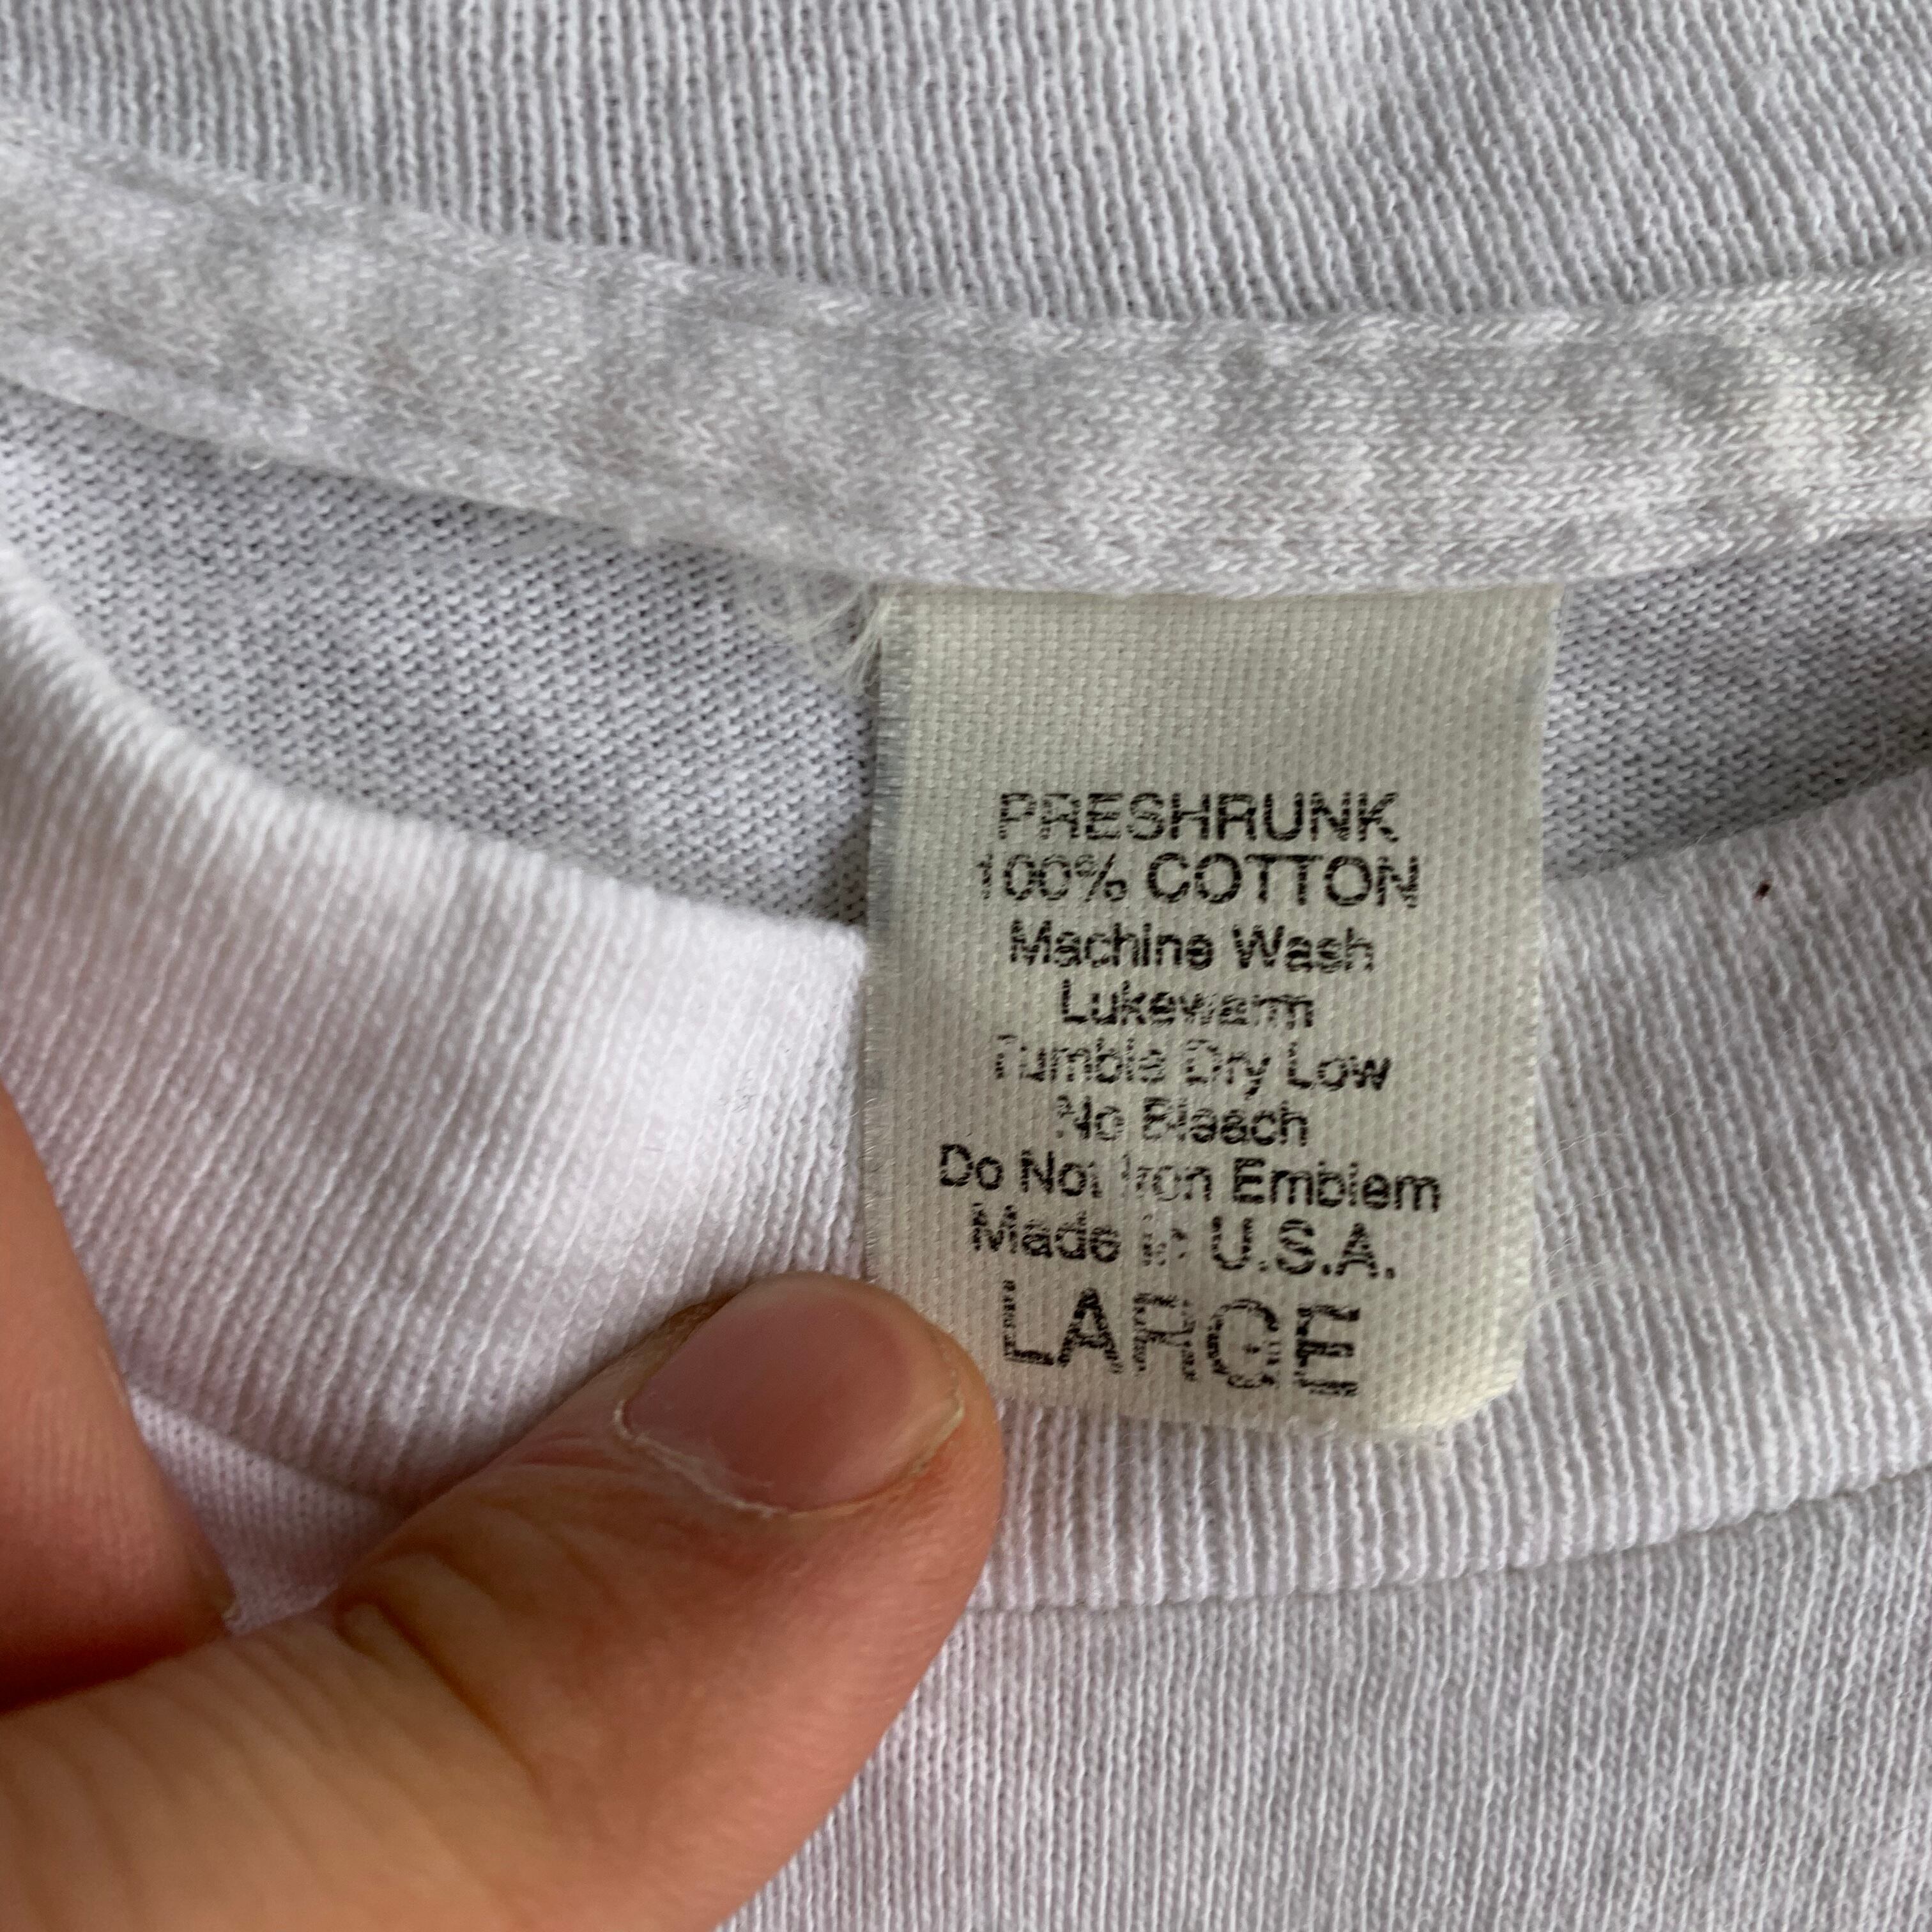 PRESHRUNK
100% COTTON
Machine Wash
Lukewarm
Tumble Dry Low
No Bleach
Do Not Iron Emblem
Made in U.S.A.
LARGE